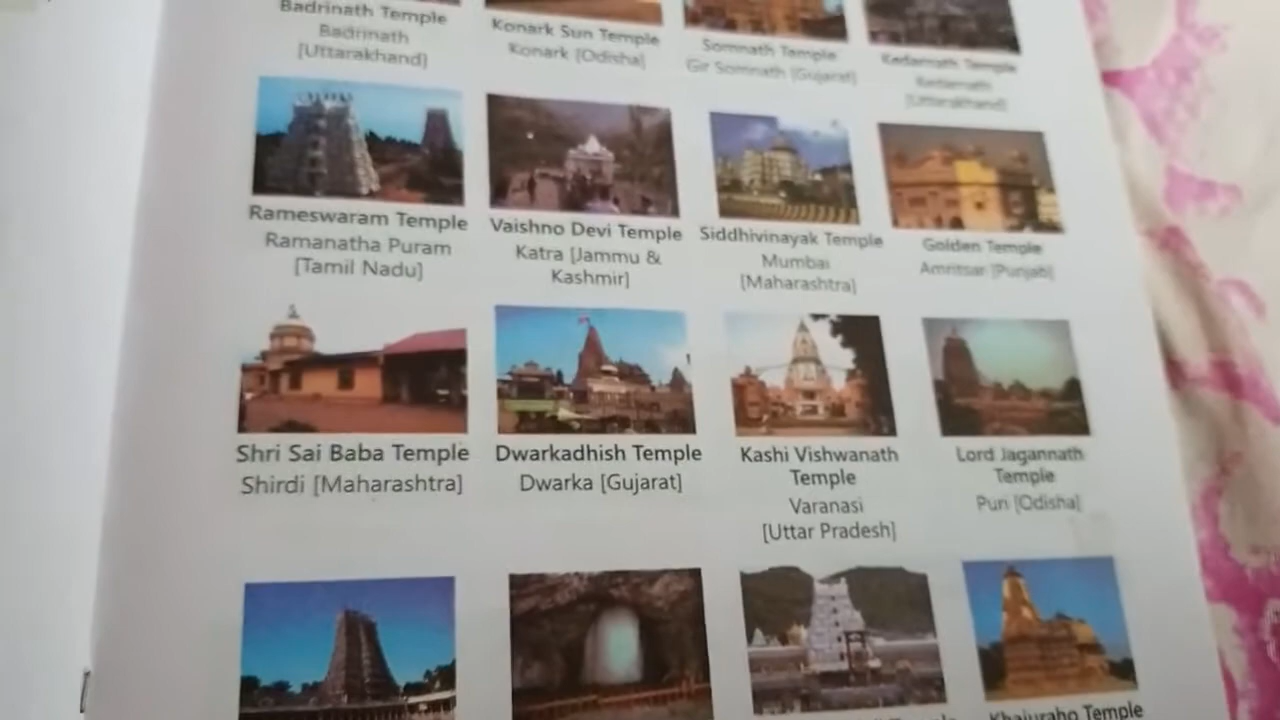 Badrinath Temple
Badrinath
[Uttarakhand]
Konark Sun Temple
Konark [Odisha]
Somnath Temple
Gir Somnath [Gujarat]
Kedarnath Temple
Kedarnath
[Uttarakhand]
Rameswaram Temple
Ramanatha Puram
[Tamil Nadu]
Vaishno Devi Temple
Katra [Jammu &
Kashmir]
Siddhivinayak Temple
Mumbai
[Maharashtra]
Golden Temple
Amritsar [Punjab]
Shri Sai Baba Temple
Shirdi [Maharashtra]
Dwarkadhish Temple
Dwarka [Gujarat]
Kashi Vishwanath
Temple
Varanasi
[Uttar Pradesh]
Lord Jagannath
Temple
Puri [Odisha]
Temple
Khajuraho Temple